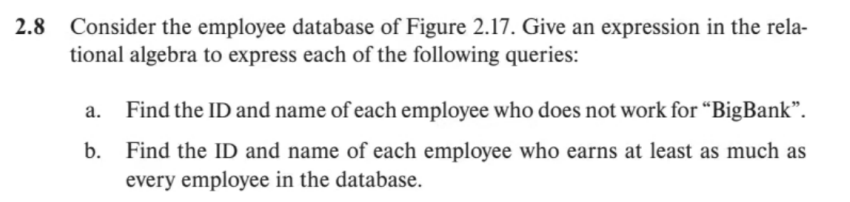 2.8 Consider the employee database of Figure 2.17. Give an expression in the rela-
tional algebra to express each of the following queries:
a. Find the ID and name of each employee who does not work for “BigBank”.
b. Find the ID and name of each employee who earns at least as much as
every employee in the database.